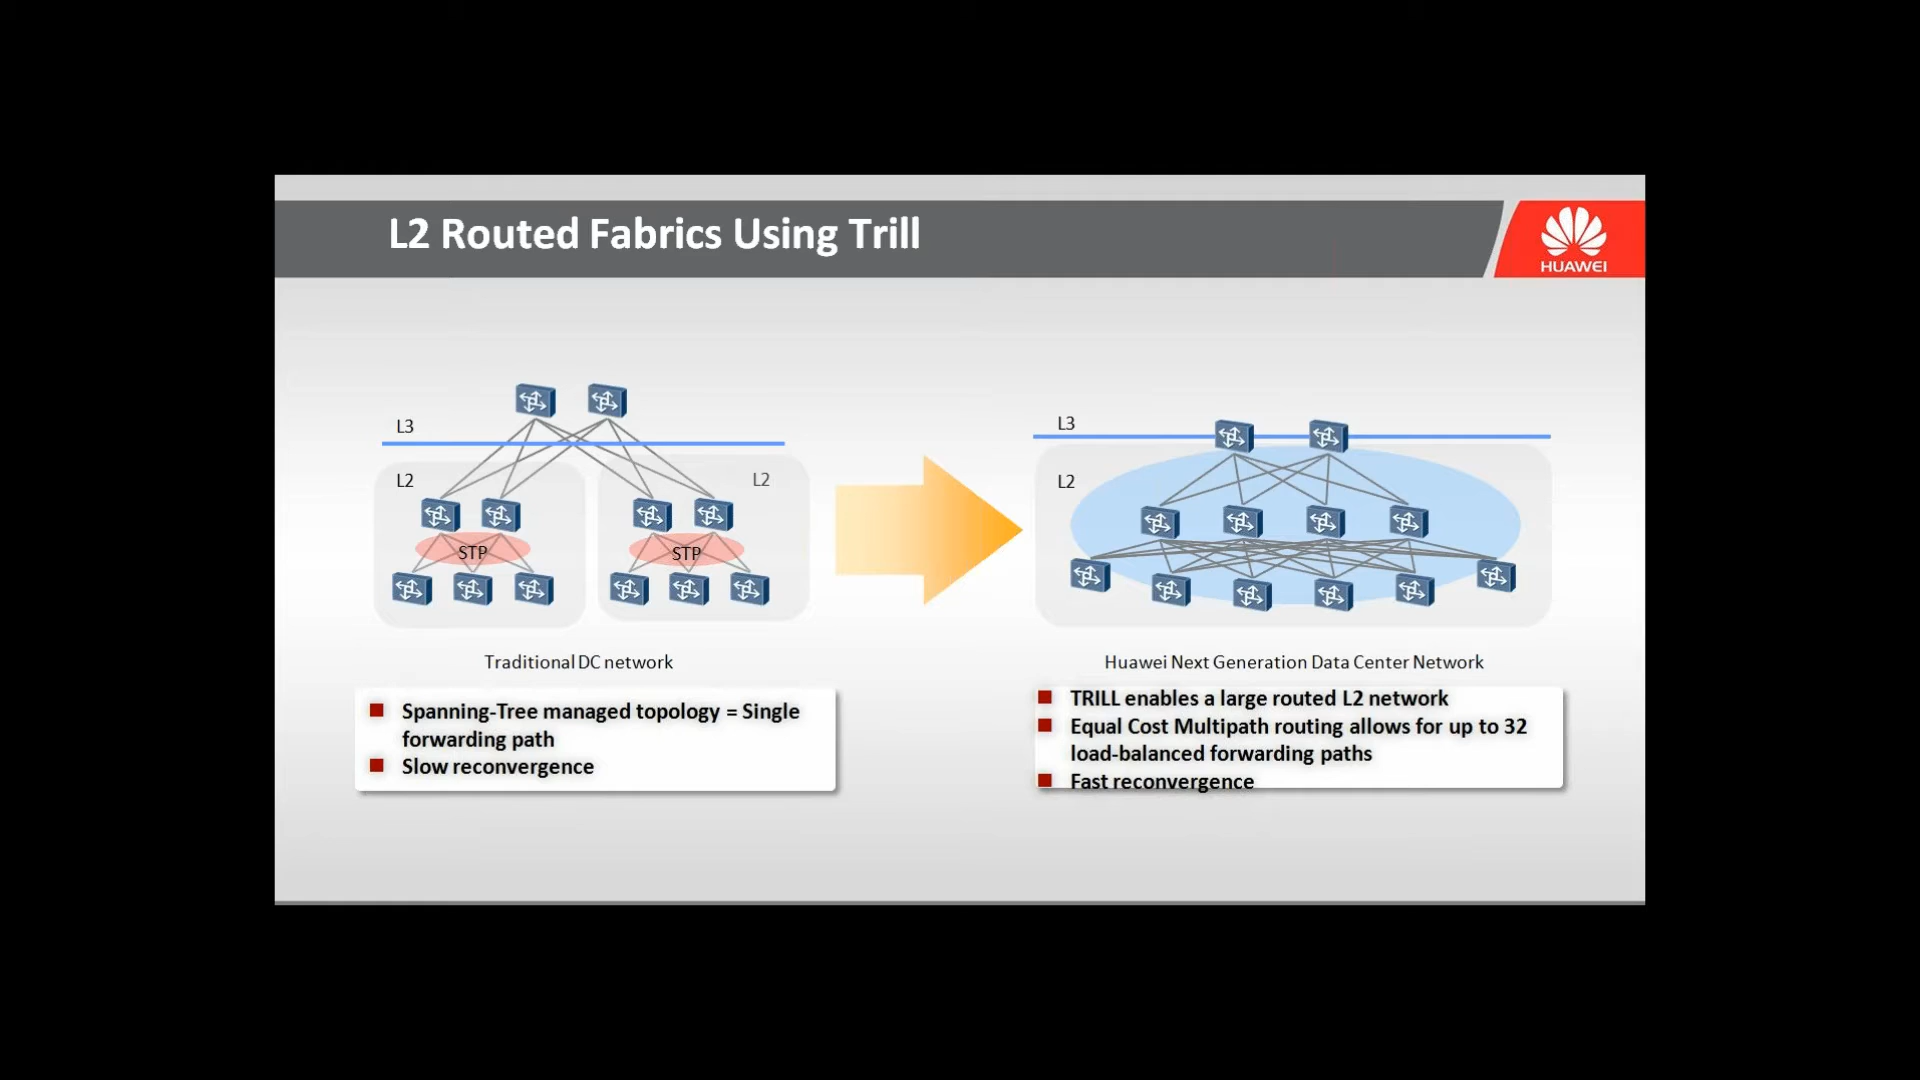 L2 Routed Fabrics Using Trill
HUAWEI
L3
L2
L2
STP
STP
Traditional DC network
Spanning-Tree managed topology = Single
forwarding path
Slow reconvergence
L3
L2
Huawei Next Generation Data Center Network
TRILL enables a large routed L2 network
Equal Cost Multipath routing allows for up to 32
load-balanced forwarding paths
Fast reconvergence